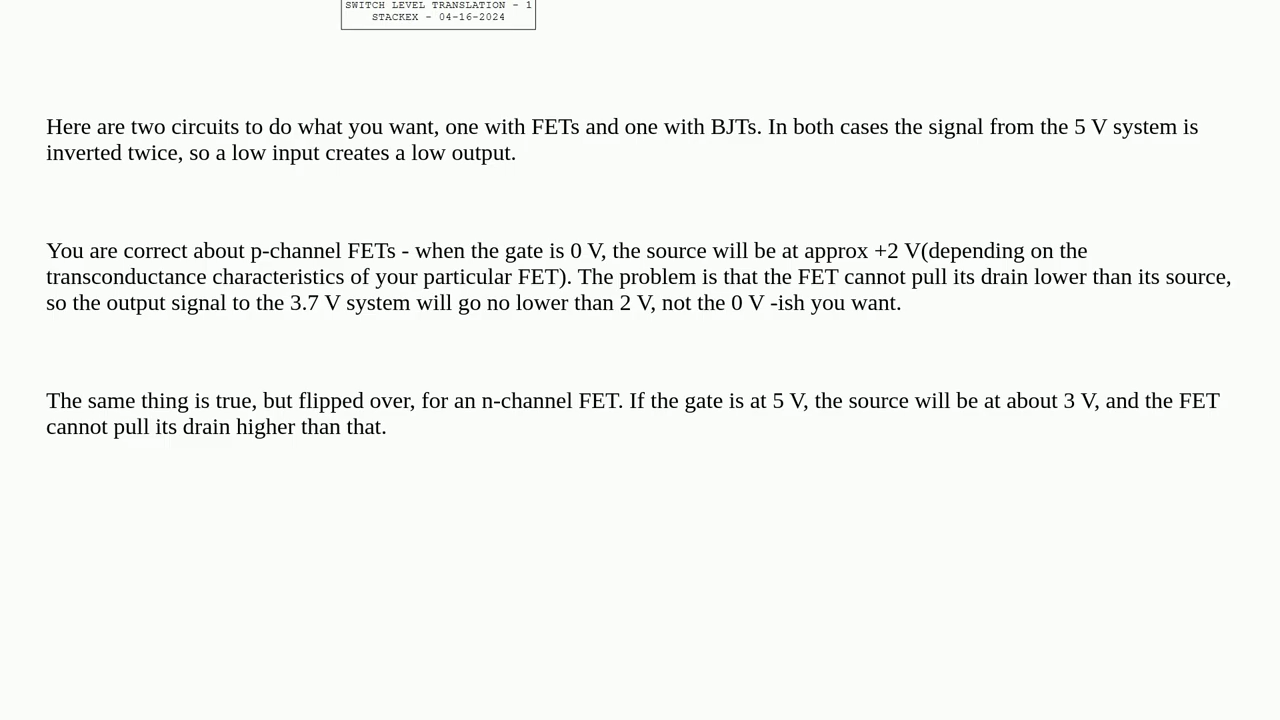 SWITCH LEVEL TRANSLATION - 1
STACKEX - 04-16-2024
Here are two circuits to do what you want, one with FETs and one with BJTs. In both cases the signal from the 5 V system is
inverted twice, so a low input creates a low output.
You are correct about p-channel FETs - when the gate is 0 V, the source will be at approx +2 V(depending on the
transconductance characteristics of your particular FET). The problem is that the FET cannot pull its drain lower than its source,
so the output signal to the 3.7 V system will go no lower than 2 V, not the 0 V -ish you want.
The same thing is true, but flipped over, for an n-channel FET. If the gate is at 5 V, the source will be at about 3 V, and the FET
cannot pull its drain higher than that.